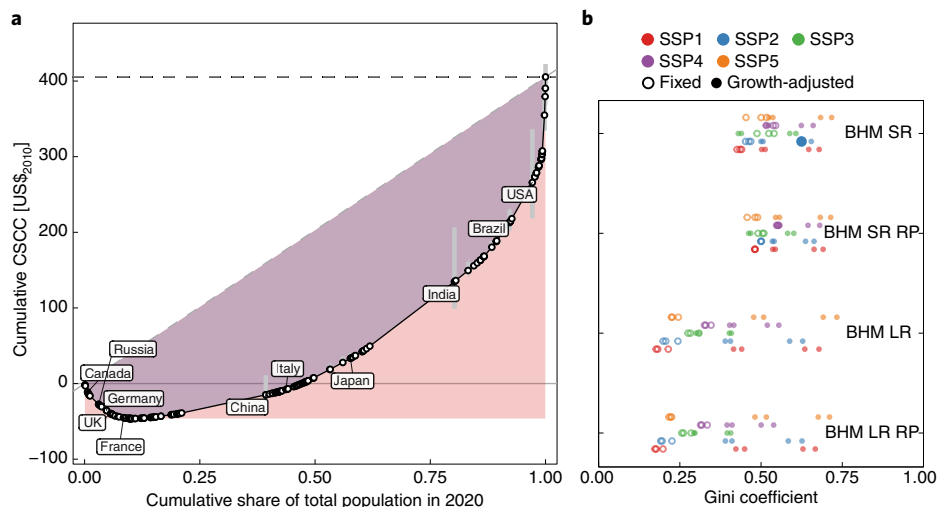 a
Cumulative CSCC [US$2010]
400
300
200
100
0
−100
USA
Brazil
India
Russia
Canada
Italy
Germany
Japan
China
UK
France
0.00
0.25
0.50
0.75
1.00
Cumulative share of total population in 2020
b
SSP1 SSP2 SSP3
SSP4 SSP5
Fixed Growth-adjusted
BHM SR
BHM SR RP
BHM LR
BHM LR RP
0.00
0.25
0.50
0.75
1.00
Gini coefficient